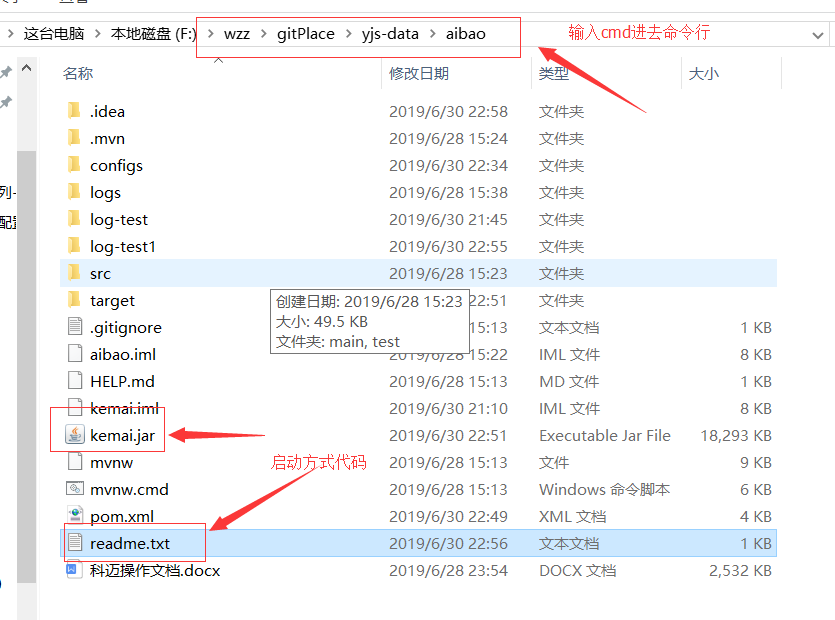 这台电脑 > 本地磁盘 (F:) > wzz > gitPlace > yjs-data > aibao
输入cmd进去命令行
名称 修改日期 类型 大小
.idea 2019/6/30 22:58 文件夹
.mvn 2019/6/28 15:24 文件夹
configs 2019/6/30 22:34 文件夹
logs 2019/6/28 15:38 文件夹
列-
log-test 2019/6/30 21:45 文件夹
配置
log-test1 2019/6/30 22:55 文件夹
src 2019/6/28 15:23 文件夹
target 22:51 文件夹
创建日期: 2019/6/28 15:23
大小: 49.5 KB
文件夹: main, test
.gitignore 15:13 文本文档 1 KB
aibao.iml 2019/6/28 15:22 IML 文件 8 KB
HELP.md 2019/6/28 15:13 MD 文件 1 KB
kemai.iml 2019/6/30 21:10 IML 文件 8 KB
kemai.jar 2019/6/30 22:51 Executable Jar File 18,293 KB
启动方式代码
mvnw 2019/6/28 15:13 文件 9 KB
mvnw.cmd 2019/6/28 15:13 Windows 命令脚本 6 KB
pom.xml 2019/6/30 22:49 XML 文档 4 KB
readme.txt 2019/6/30 22:56 文本文档 1 KB
科迈操作文档.docx 2019/6/28 23:54 DOCX 文档 2,532 KB